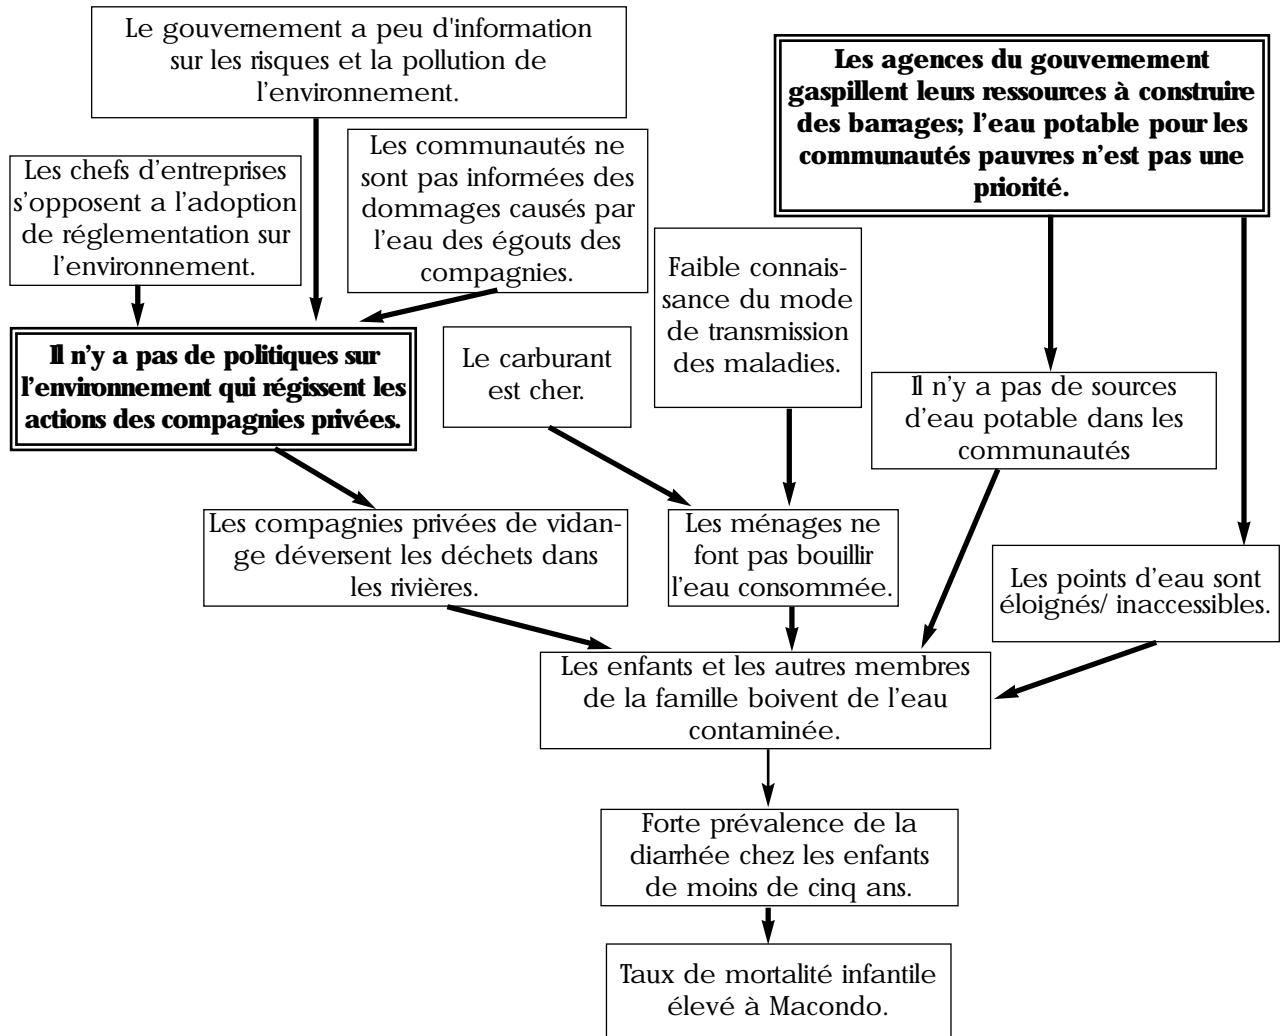 Le gouvernement a peu d'information
sur les risques et la pollution de
l'environnement.
Les agences du gouvernement
gaspillent leurs ressources à construire
des barrages; l'eau potable pour les
communautés pauvres n'est pas une
priorité.
Les chefs d'entreprises
s'opposent a l'adoption
de réglementation sur
l'environnement.
Les communautés ne
sont pas informées des
dommages causés par
l'eau des égouts des
compagnies.
Faible connais-
sance du mode
de transmission
des maladies.
Il n'y a pas de politiques sur
l'environnement qui régissent les
actions des compagnies privées.
Le carburant
est cher.
Il n'y a pas de sources
d'eau potable dans les
communautés
Les compagnies privées de vidan-
ge déversent les déchets dans
les rivières.
Les ménages ne
font pas bouillir
l'eau consommée.
Les points d'eau sont
éloignés/ inaccessibles.
Les enfants et les autres membres
de la famille boivent de l'eau
contaminée.
Forte prévalence de la
diarrhée chez les enfants
de moins de cinq ans.
Taux de mortalité infantile
élevé à Macondo.